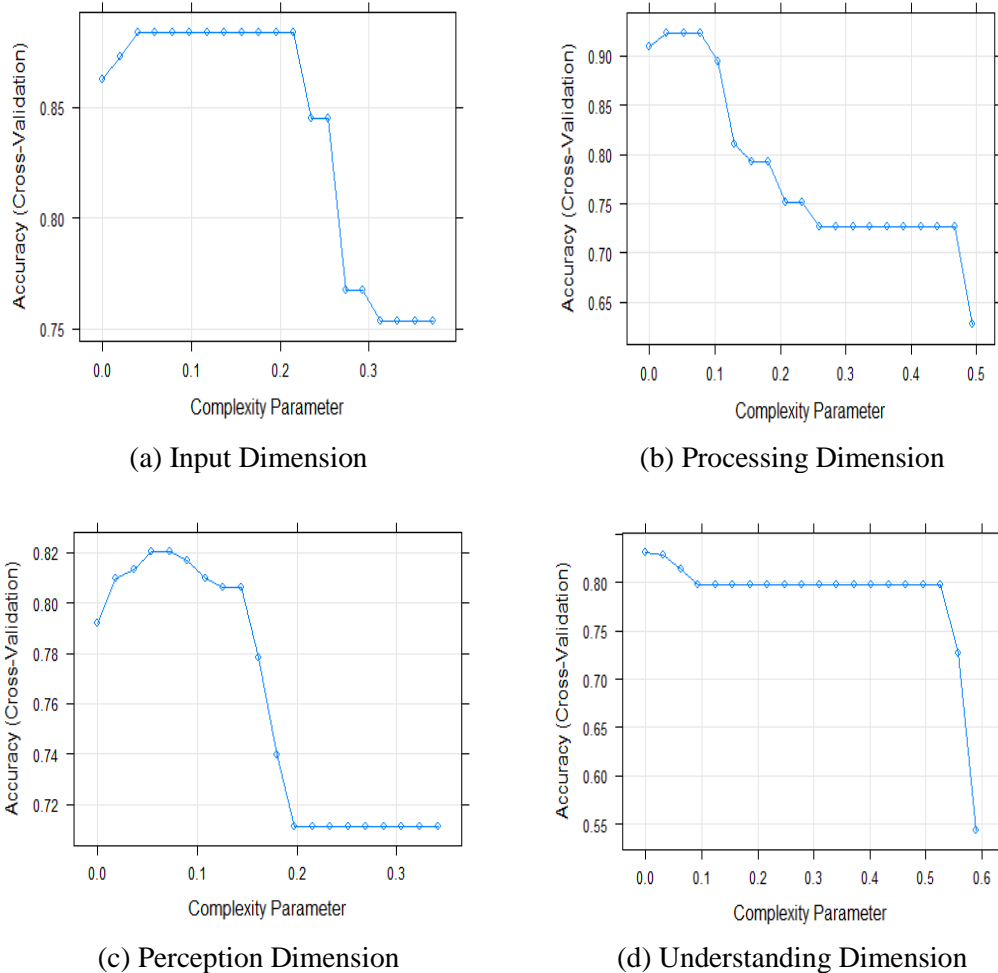 Accuracy (Cross-Validation)
0.85
0.80
0.75
0.0 0.1 0.2 0.3
Complexity Parameter
(a) Input Dimension
Accuracy (Cross-Validation)
0.90
0.85
0.80
0.75
0.70
0.65
0.0 0.1 0.2 0.3 0.4 0.5
Complexity Parameter
(b) Processing Dimension
Accuracy (Cross-Validation)
0.82
0.80
0.78
0.76
0.74
0.72
0.0 0.1 0.2 0.3
Complexity Parameter
(c) Perception Dimension
Accuracy (Cross-Validation)
0.80
0.75
0.70
0.65
0.60
0.55
0.0 0.1 0.2 0.3 0.4 0.5 0.6
Complexity Parameter
(d) Understanding Dimension